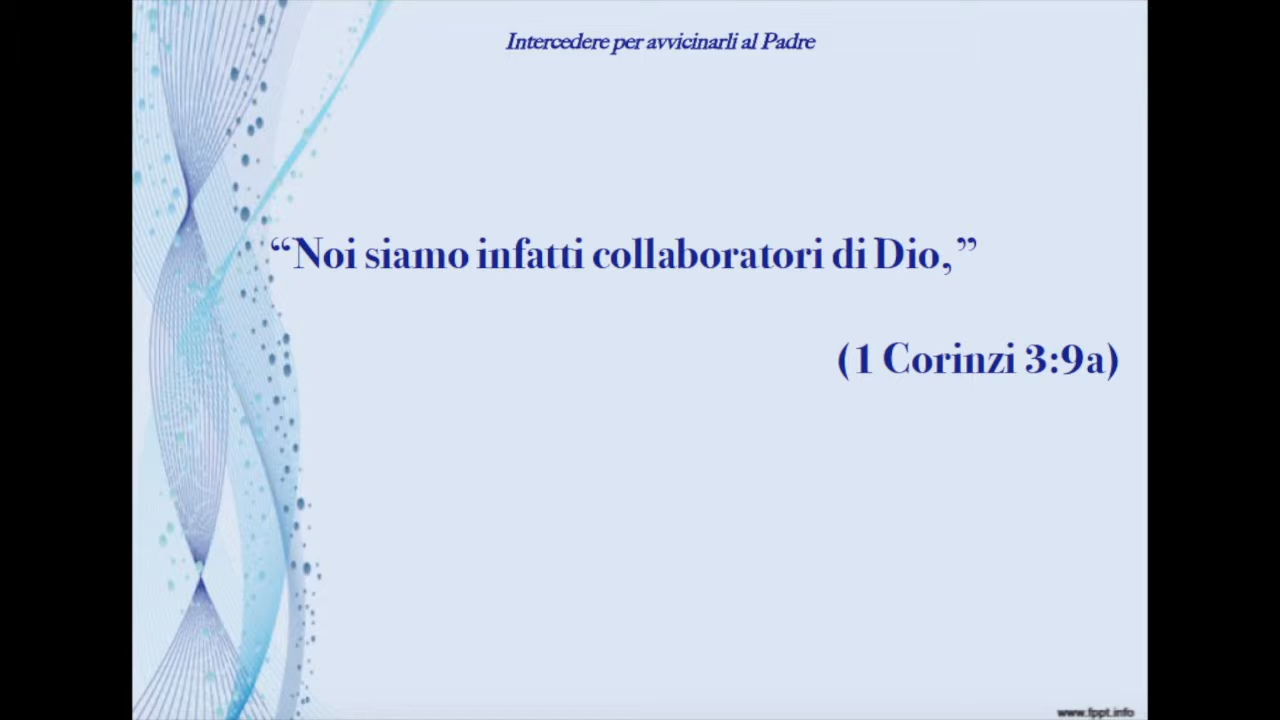 Intercedere per avvicinarli al Padre
“Noi siamo infatti collaboratori di Dio,”
(1 Corinzi 3:9a)
www.fppt.info